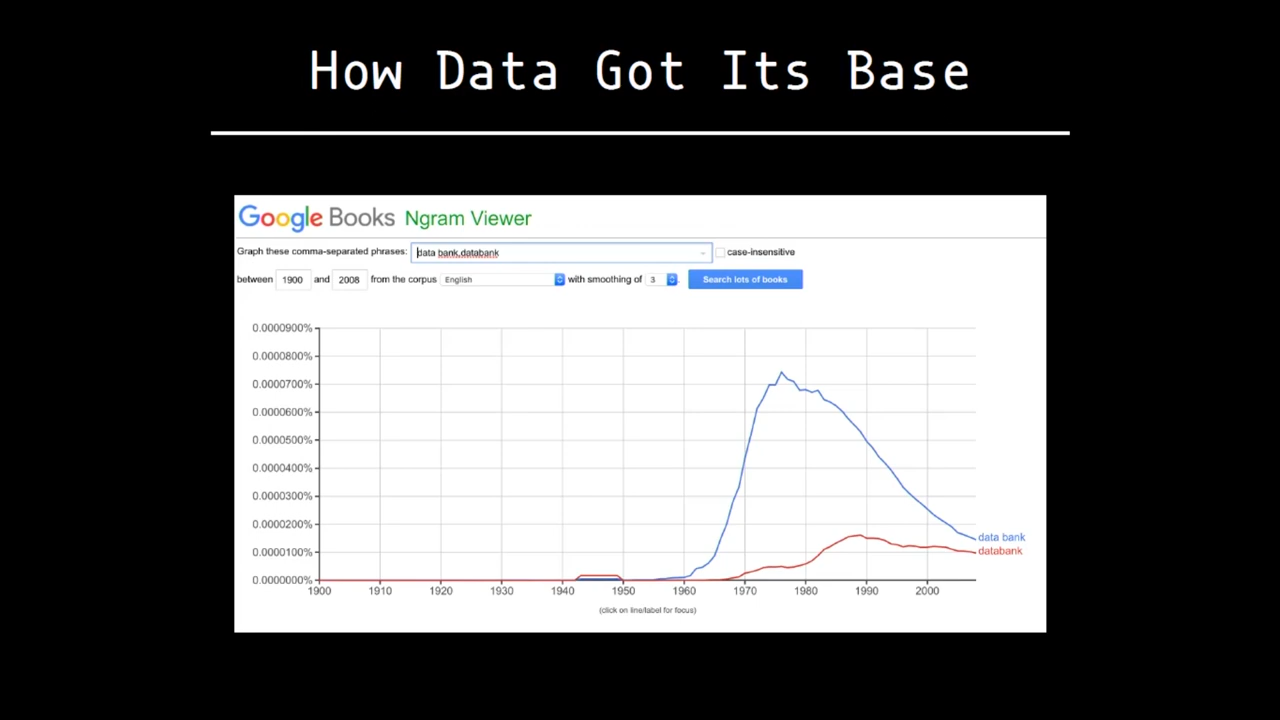 How Data Got Its Base
Google Books Ngram Viewer
Graph these comma-separated phrases: data bank,databank case-insensitive
between 1900 and 2008 from the corpus English with smoothing of 3 . Search lots of books
0.0000900%
0.0000800%
0.0000700%
0.0000600%
0.0000500%
0.0000400%
0.0000300%
0.0000200%
data bank
0.0000100%
databank
0.0000000%
1900 1910 1920 1930 1940 1950 1960 1970 1980 1990 2000
(click on line/label for focus)